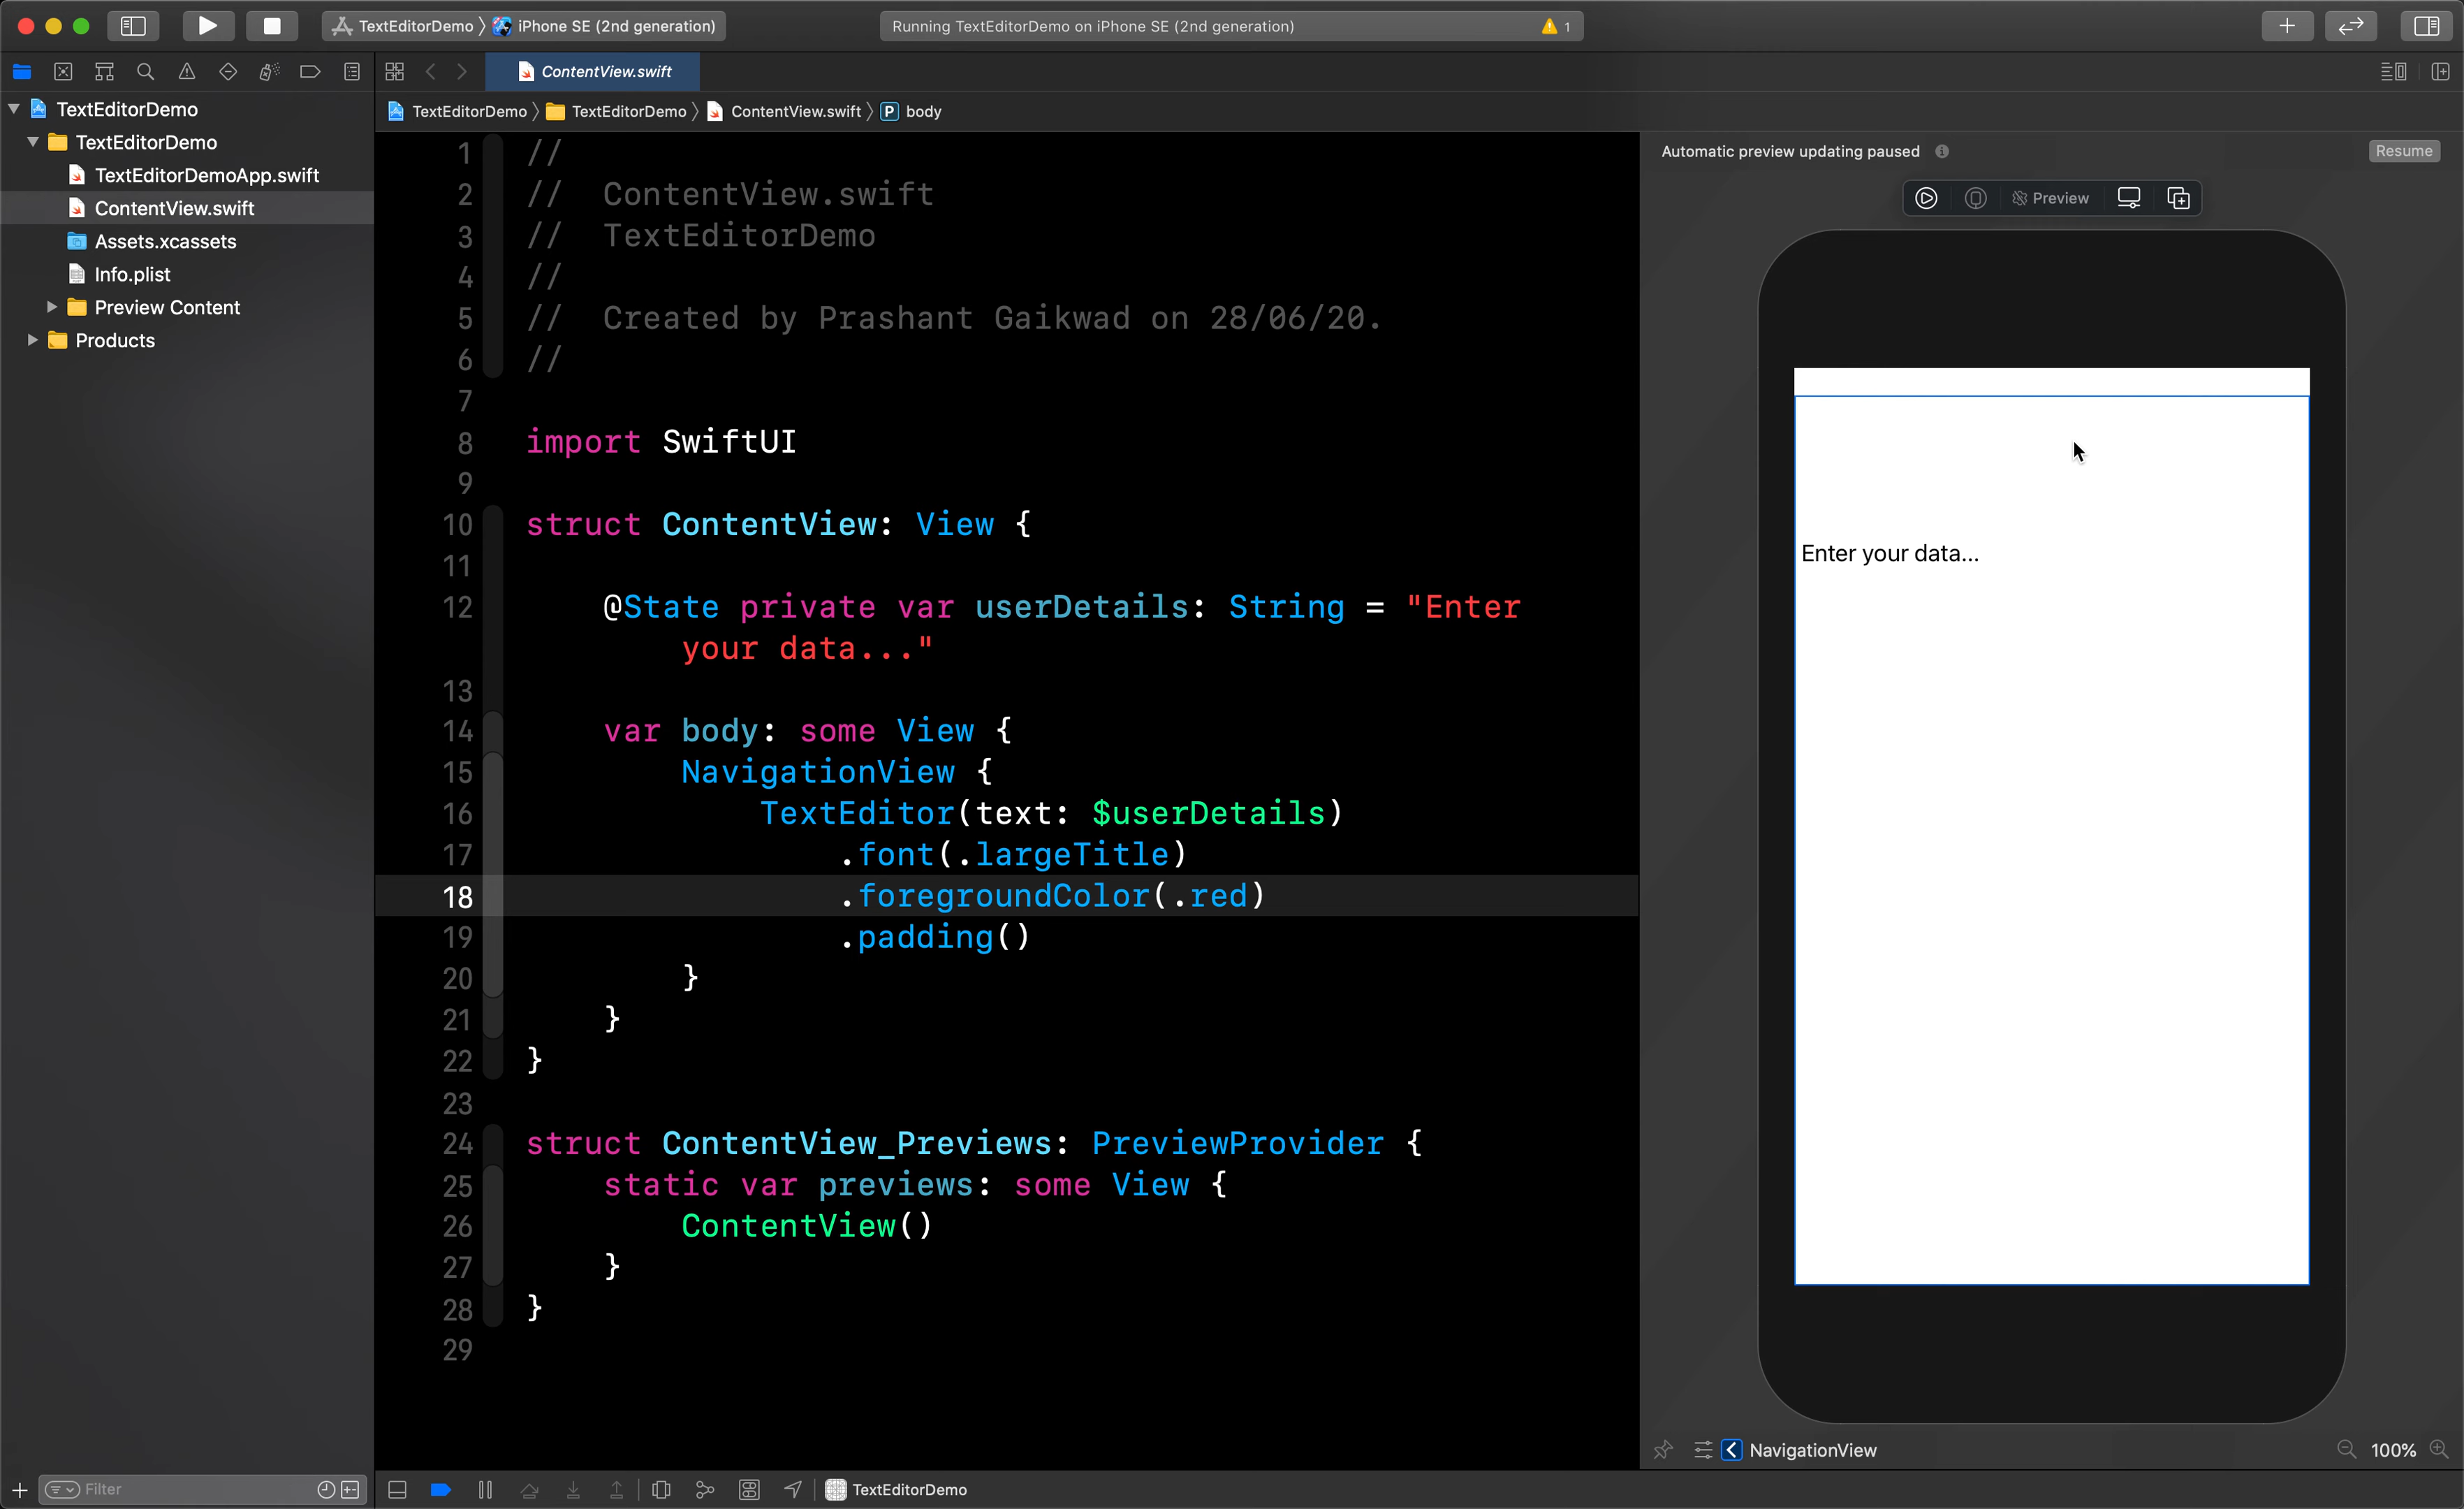 TextEditorDemo 〉 iPhone SE (2nd generation)
Running TextEditorDemo on iPhone SE (2nd generation)
1
ContentView.swift
TextEditorDemo 〉 TextEditorDemo 〉 ContentView.swift 〉 P body
TextEditorDemo
TextEditorDemo
TextEditorDemoApp.swift
ContentView.swift
Assets.xcassets
Info.plist
Preview Content
Products
Filter
1 //
2 //  ContentView.swift
3 //  TextEditorDemo
4 //
5 //  Created by Prashant Gaikwad on 28/06/20.
6 //
7
8 import SwiftUI
9
10 struct ContentView: View {
11
12     @State private var userDetails: String = "Enter
your data..."
13
14     var body: some View {
15         NavigationView {
16             TextEditor(text: $userDetails)
17                 .font(.largeTitle)
18                 .foregroundColor(.red)
19                 .padding()
20         }
21     }
22 }
23
24 struct ContentView_Previews: PreviewProvider {
25     static var previews: some View {
26         ContentView()
27     }
28 }
29
TextEditorDemo
Automatic preview updating paused
Resume
Preview
Enter your data...
NavigationView
100%